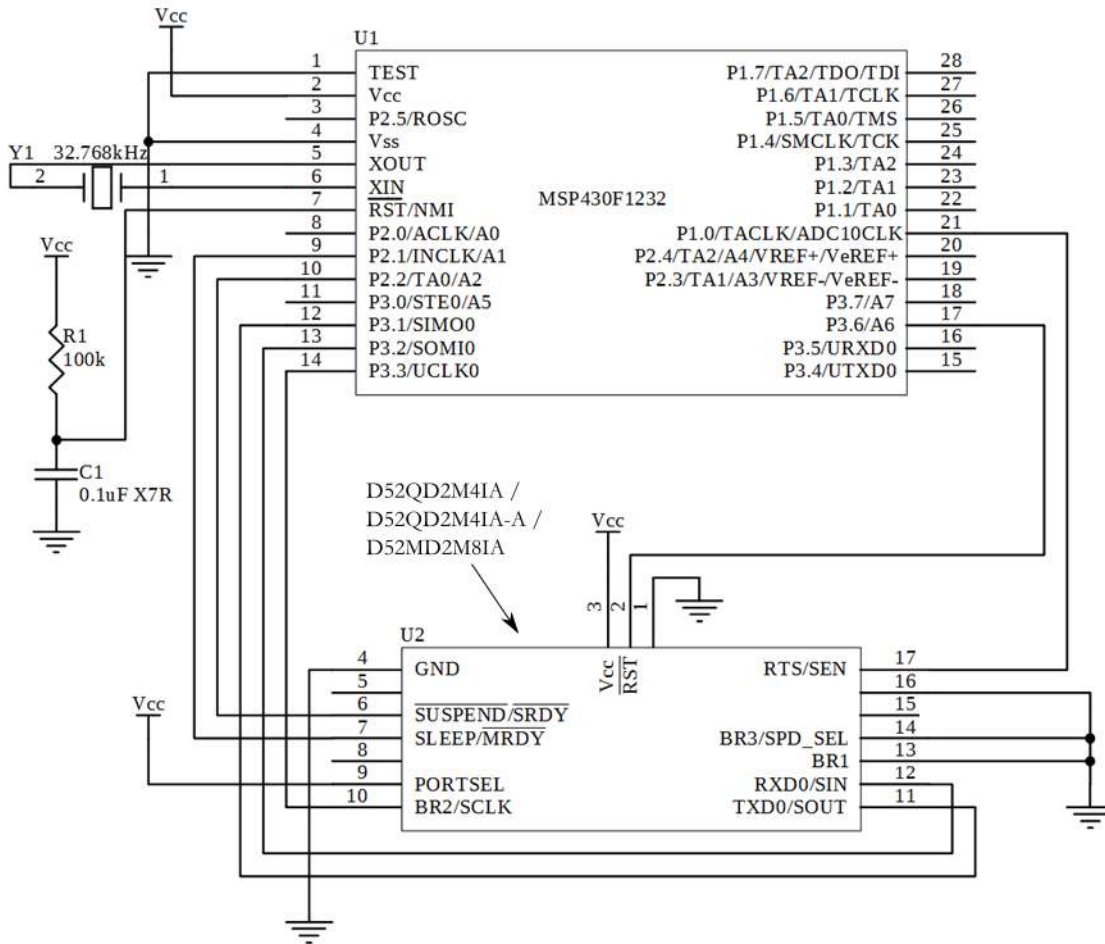 Vcc
U1
1 TEST P1.7/TA2/TDO/TDI 28
2 Vcc P1.6/TA1/TCLK 27
3 P2.5/ROSC P1.5/TA0/TMS 26
4 Vss P1.4/SMCLK/TCK 25
Y1 32.768kHz 5 XOUT P1.3/TA2 24
2 1 6 XIN P1.2/TA1 23
MSP430F1232
7 RST/NMI P1.1/TA0 22
8 P2.0/ACLK/A0 P1.0/TACLK/ADC10CLK 21
Vcc
9 P2.1/INCLK/A1 P2.4/TA2/A4/VREF+/VeREF+ 20
10 P2.2/TA0/A2 P2.3/TA1/A3/VREF-/VeREF- 19
11 P3.0/STE0/A5 P3.7/A7 18
12 P3.1/SIMO0 P3.6/A6 17
R1
100k
13 P3.2/SOMI0 P3.5/URXD0 16
14 P3.3/UCLK0 P3.4/UTXD0 15
C1
0.1uF X7R
D52QD2M4IA /
D52QD2M4IA-A /
D52MD2M8IA
Vcc
3 2 1
U2
Vcc RST
4 GND RTS/SEN 17
5 16
Vcc
6 SUSPEND/SRDY 15
7 SLEEP/MRDY BR3/SPD_SEL 14
8 BR1 13
9 PORTSEL RXD0/SIN 12
10 BR2/SCLK TXD0/SOUT 11